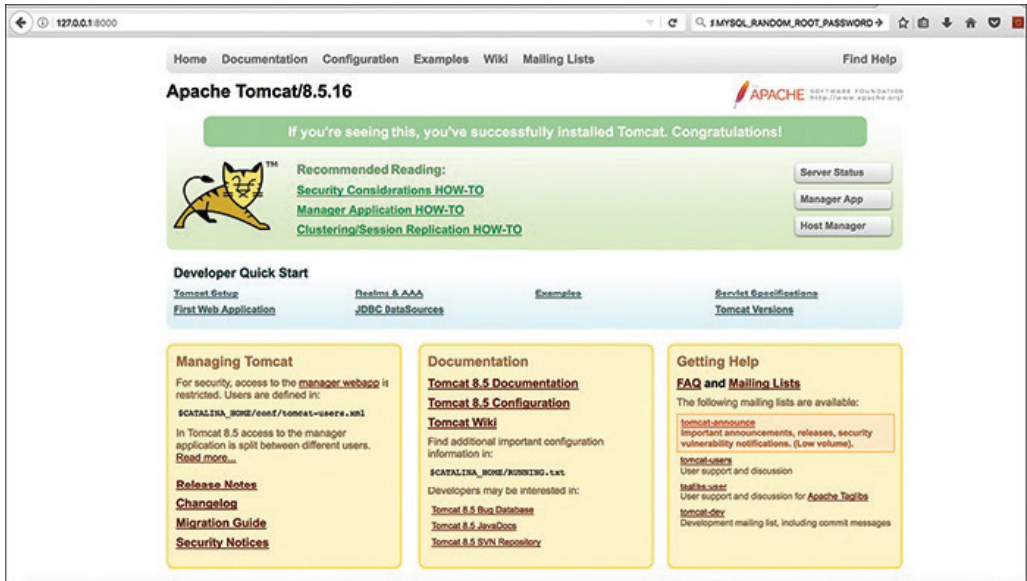 127.0.0.1:8000
$MYSQL_RANDOM_ROOT_PASSWORD
Home Documentation Configuration Examples Wiki Mailing Lists Find Help
Apache Tomcat/8.5.16
APACHE SOFTWARE FOUNDATION
http://www.apache.org/
If you're seeing this, you've successfully installed Tomcat. Congratulations!
TM
Recommended Reading:
Security Considerations HOW-TO
Manager Application HOW-TO
Clustering/Session Replication HOW-TO
Server Status
Manager App
Host Manager
Developer Quick Start
Tomcat Setup
First Web Application
Realms & AAA
JDBC DataSources
Examples
Servlet Specifications
Tomcat Versions
Managing Tomcat
For security, access to the manager webapp is
restricted. Users are defined in:
$CATALINA_HOME/conf/tomcat-users.xml
In Tomcat 8.5 access to the manager
application is split between different users.
Read more...
Release Notes
Changelog
Migration Guide
Security Notices
Documentation
Tomcat 8.5 Documentation
Tomcat 8.5 Configuration
Tomcat Wiki
Find additional important configuration
information in:
$CATALINA_HOME/RUNNING.txt
Developers may be interested in:
Tomcat 8.5 Bug Database
Tomcat 8.5 JavaDocs
Tomcat 8.5 SVN Repository
Getting Help
FAQ and Mailing Lists
The following mailing lists are available:
tomcat-announce
Important announcements, releases, security
vulnerability notifications. (Low volume).
tomcat-users
User support and discussion
taglibs-user
User support and discussion for Apache Taglibs
tomcat-dev
Development mailing list, including commit messages